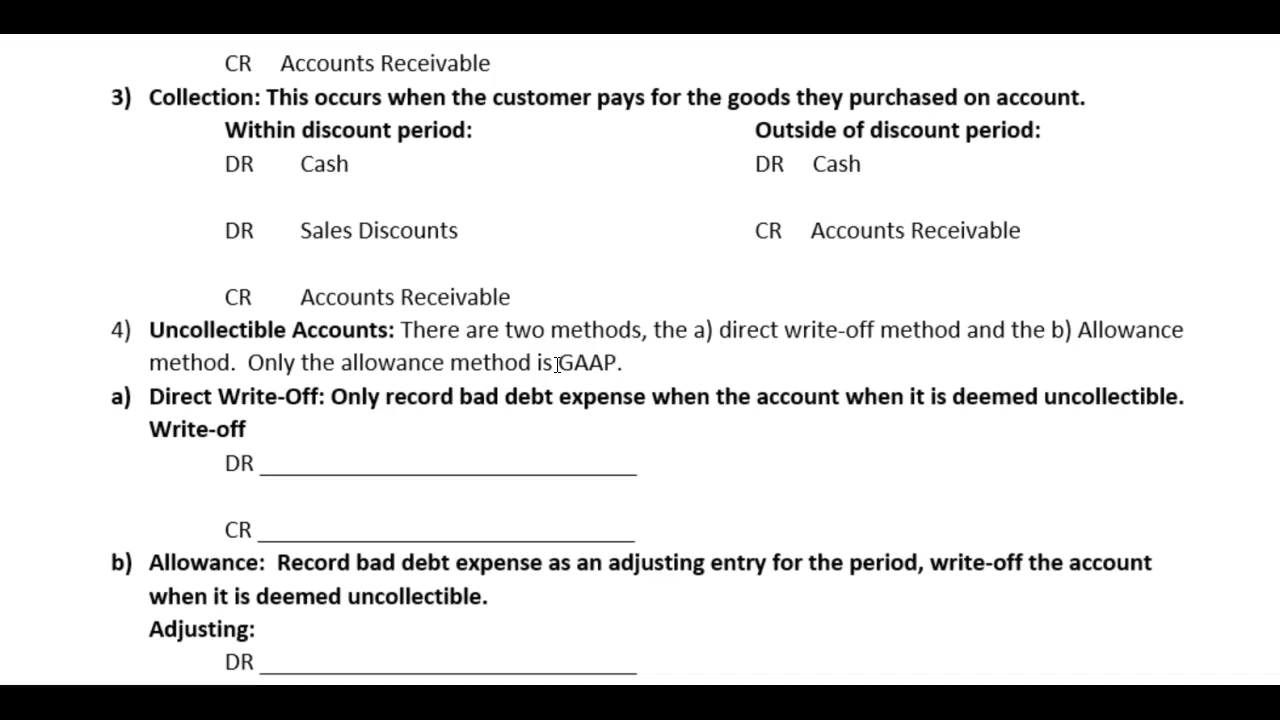 CR Accounts Receivable
3) Collection: This occurs when the customer pays for the goods they purchased on account.
Within discount period: Outside of discount period:
DR Cash DR Cash
DR Sales Discounts CR Accounts Receivable
CR Accounts Receivable
4) Uncollectible Accounts: There are two methods, the a) direct write-off method and the b) Allowance
method. Only the allowance method is GAAP.
a) Direct Write-Off: Only record bad debt expense when the account when it is deemed uncollectible.
Write-off
DR ________________________________
CR ________________________________
b) Allowance: Record bad debt expense as an adjusting entry for the period, write-off the account
when it is deemed uncollectible.
Adjusting:
DR ________________________________